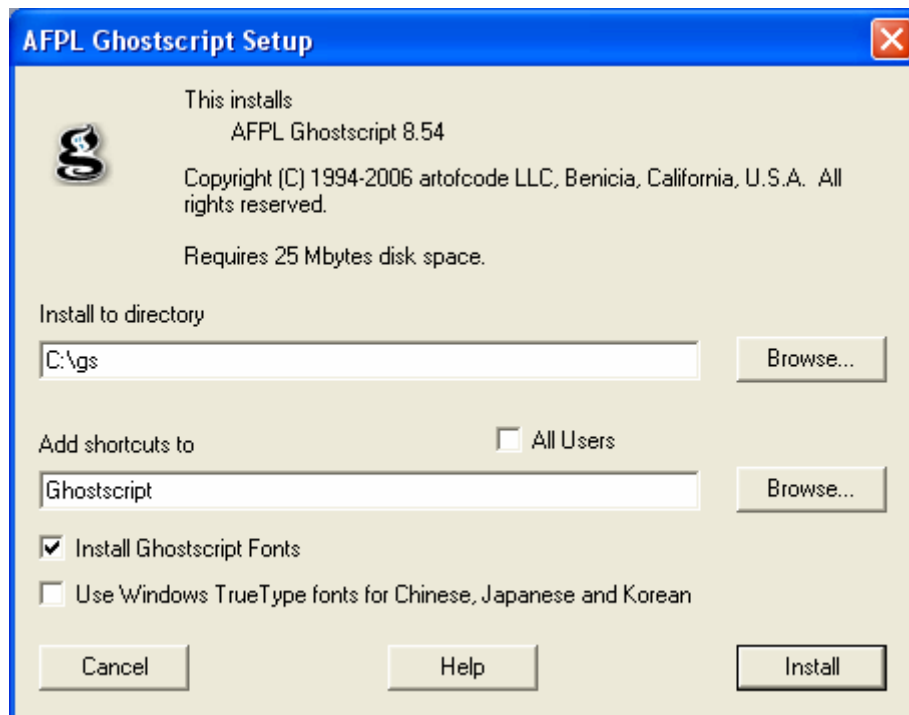 AFPL Ghostscript Setup
This installs
AFPL Ghostscript 8.54
Copyright (C) 1994-2006 artofcode LLC, Benicia, California, U.S.A. All
rights reserved.
Requires 25 Mbytes disk space.
Install to directory
C:\gs
Browse...
Add shortcuts to
All Users
Ghostscript
Browse...
Install Ghostscript Fonts
Use Windows TrueType fonts for Chinese, Japanese and Korean
Cancel
Help
Install